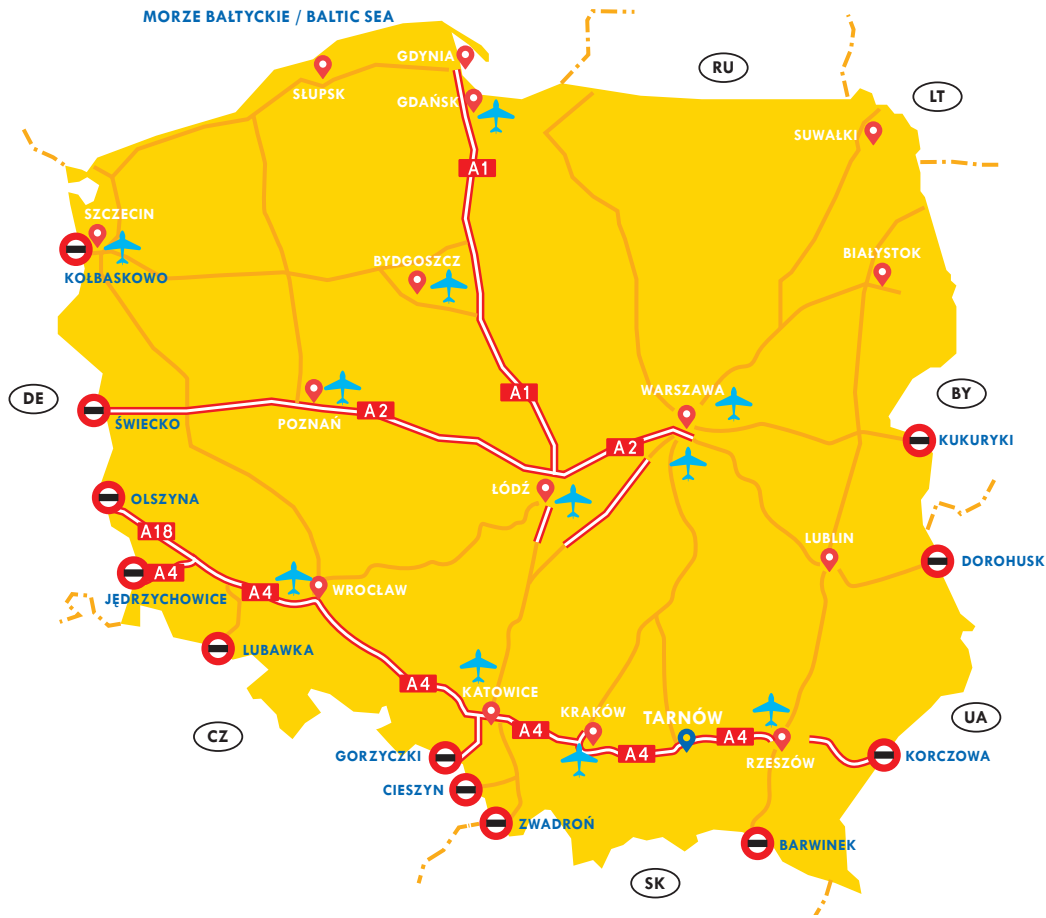 MORZE BAŁTYCKIE / BALTIC SEA
GDYNIA
RU
SŁUPSK
GDAŃSK
LT
SUWAŁKI
A1
SZCZECIN
BYDGOSZCZ
BIAŁYSTOK
KOŁBASKOWO
DE
WARSZAWA
BY
A1
A2
ŚWIECKO
POZNAŃ
A2
KUKURYKI
ŁÓDŹ
OLSZYNA
A18
LUBLIN
DOROHUSK
A4
JĘDRZYCHOWICE
A4
WROCŁAW
LUBAWKA
A4
KATOWICE
KRAKÓW
TARNÓW
UA
CZ
A4
A4
A4
GORZYCZKI
RZESZÓW
KORCZOWA
CIESZYN
ZWADROŃ
BARWINEK
SK